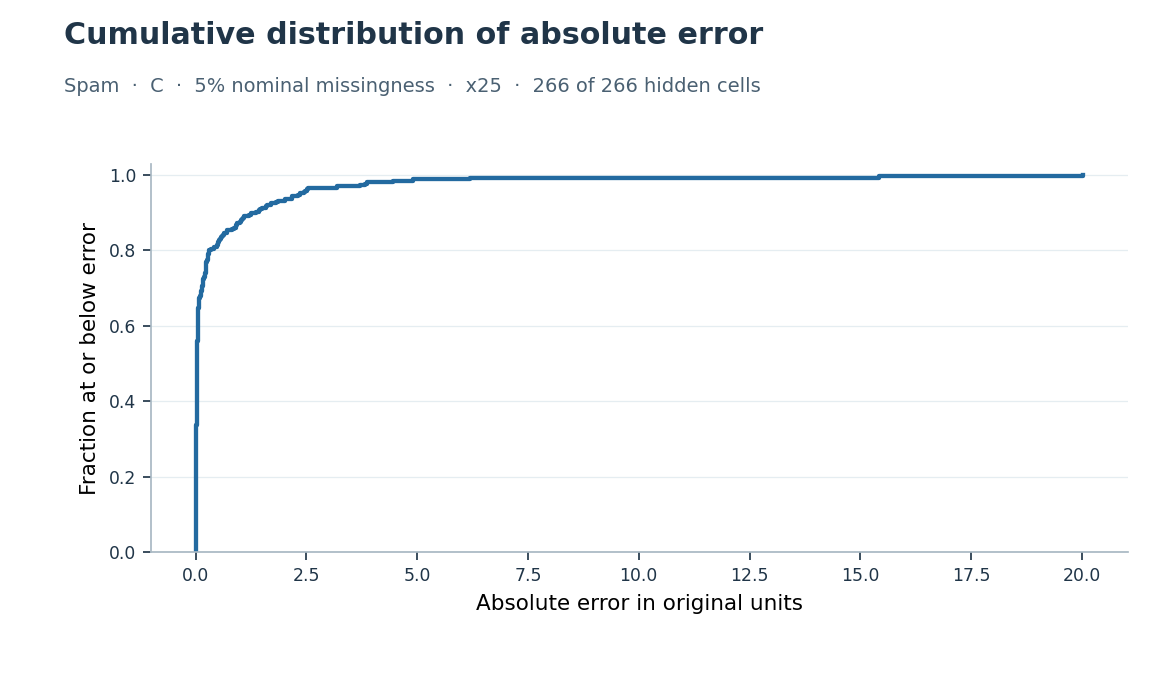 Cumulative distribution of absolute error
Spam · C · 5% nominal missingness · x25 · 266 of 266 hidden cells
Fraction at or below error
1.0
0.8
0.6
0.4
0.2
0.0
0.0 2.5 5.0 7.5 10.0 12.5 15.0 17.5 20.0
Absolute error in original units